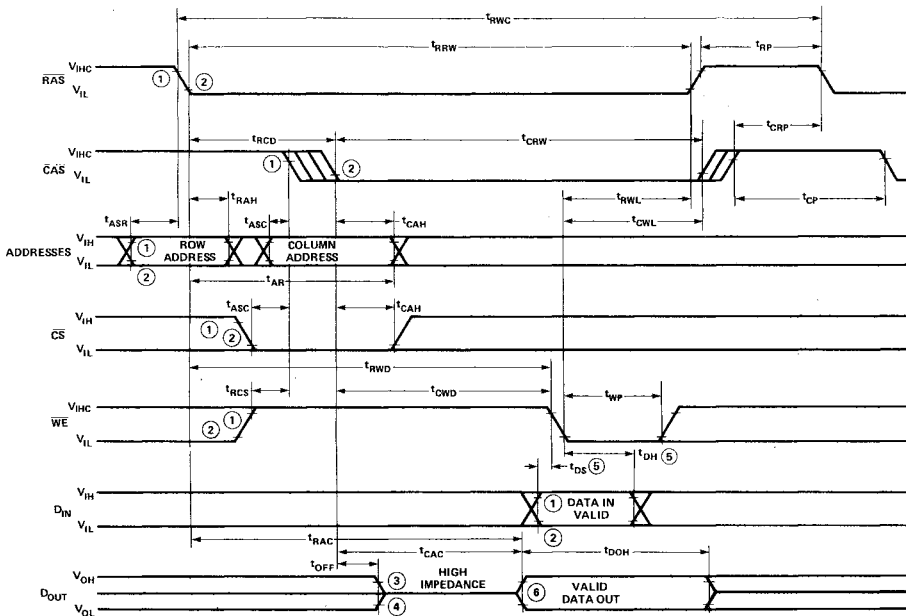 tRWC
tRRW
tRP
VIHC
RAS
VIL
1
2
tRCD
tCRW
tCRP
VIHC
CAS
VIL
1
2
tRAH
tRWL
tCP
tASR
tASC
tCAH
tCWL
ADDRESSES
VIH
VIL
1
2
ROW
ADDRESS
COLUMN
ADDRESS
tAR
tASC
tCAH
VIH
CS
VIL
1
2
tRWD
tRCS
tCWD
tWP
VIHC
WE
VIL
2
1
tDS 5
tDH 5
VIH
DIN
VIL
1
2
DATA IN
VALID
tRAC
tCAC
tDOH
tOFF
HIGH
IMPEDANCE
VOH
DOUT
VOL
3
4
6
VALID
DATA OUT